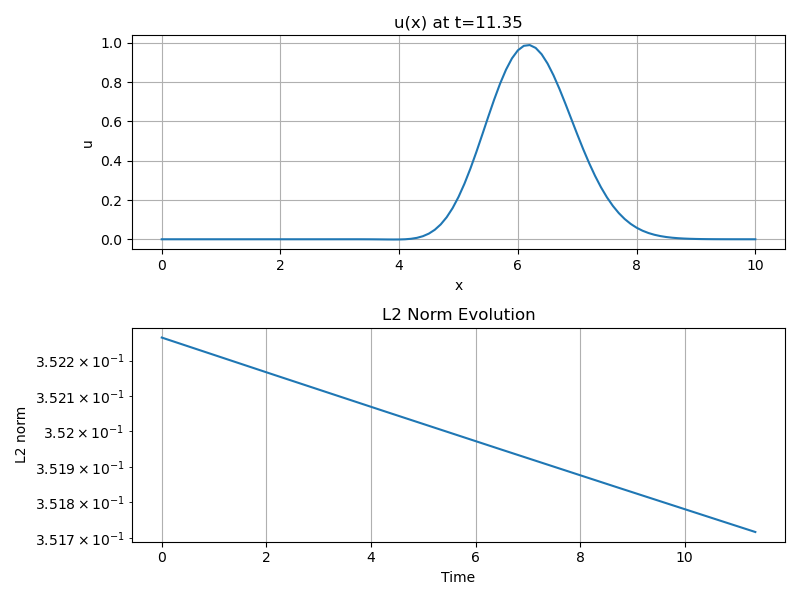 u(x) at t=11.35
1.0
0.8
0.6
0.4
0.2
0.0
u
0 2 4 6 8 10
x
L2 Norm Evolution
3.522 × 10⁻¹
3.521 × 10⁻¹
3.52 × 10⁻¹
3.519 × 10⁻¹
3.518 × 10⁻¹
3.517 × 10⁻¹
L2 norm
0 2 4 6 8 10
Time